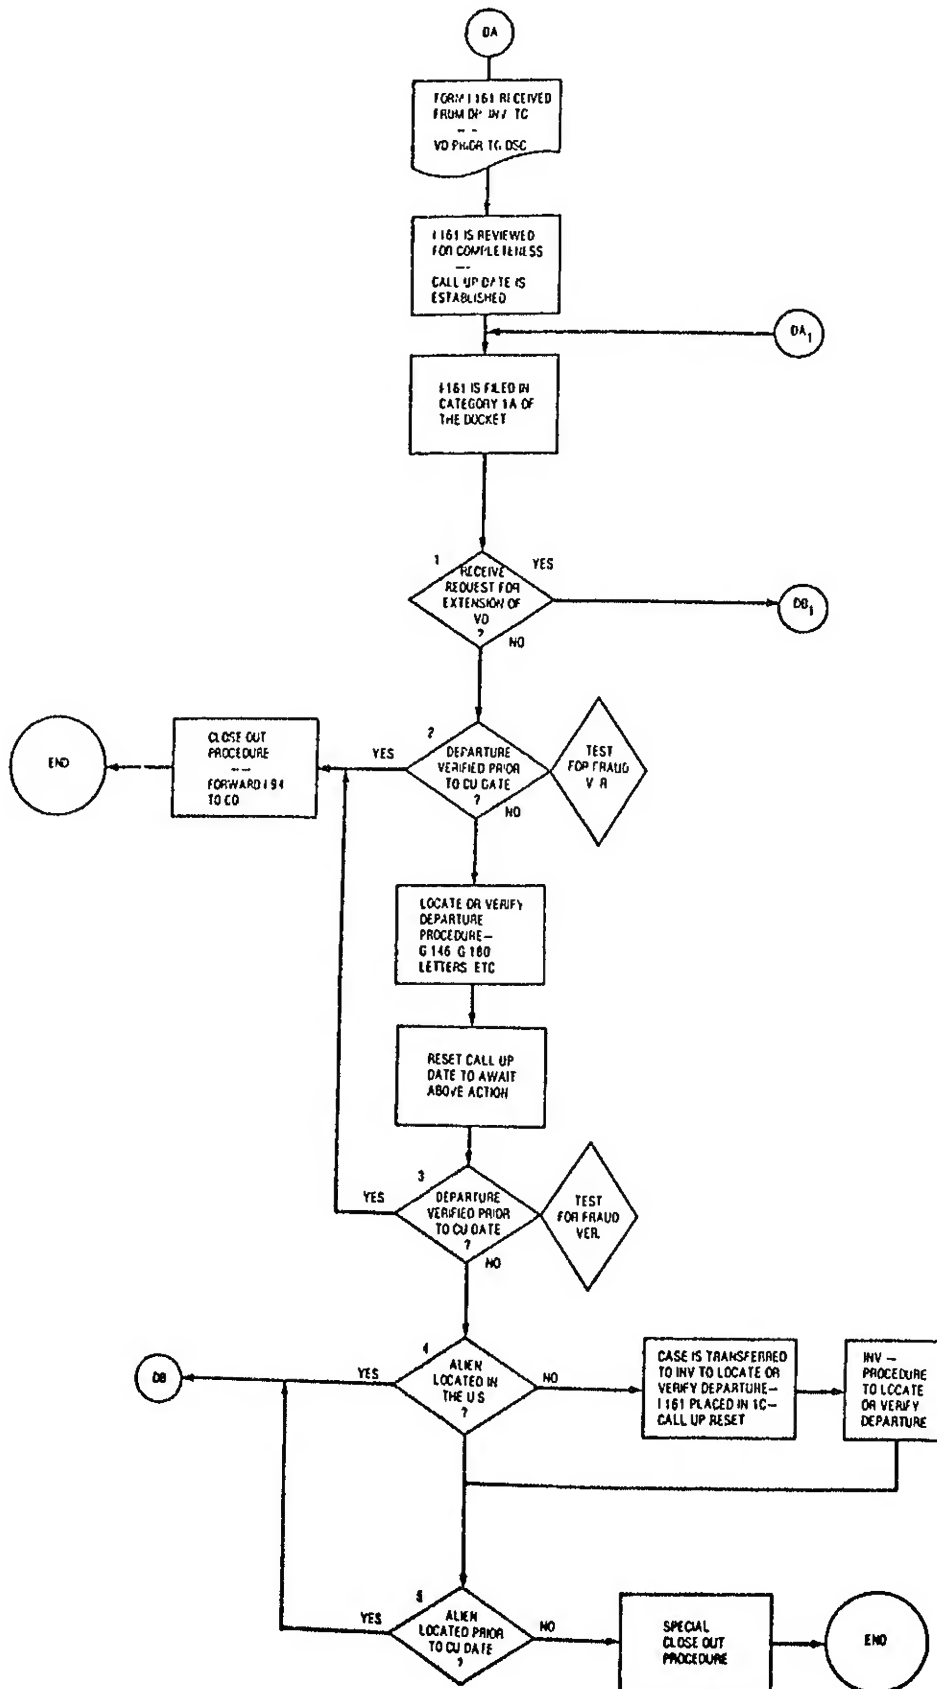 DA
FORM I 161 RECEIVED
FROM DP INV TC
— —
VD PRIOR TO OSC
I 161 IS REVIEWED
FOR COMPLETENESS
—
CALL UP DATE IS
ESTABLISHED
DA1
I 161 IS FILED IN
CATEGORY 1A OF
THE DOCKET
1
YES
RECEIVE
REQUEST FOR
EXTENSION OF
VD
?
NO
DB1
2
END
CLOSE OUT
PROCEDURE
— —
FORWARD I 94
TO CO
YES
DEPARTURE
VERIFIED PRIOR
TO CU DATE
?
NO
TEST
FOR FRAUD
LOCATE OR VERIFY
DEPARTURE
PROCEDURE—
G 146 G 180
LETTERS ETC
RESET CALL UP
DATE TO AWAIT
ABOVE ACTION
3
YES
DEPARTURE
VERIFIED PRIOR
TO CU DATE
?
NO
TEST
FOR FRAUD
VER.
4
DB
YES
ALIEN
LOCATED IN
THE U S
?
NO
CASE IS TRANSFERRED
TO INV TO LOCATE OR
VERIFY DEPARTURE—
I 161 PLACED IN 1C—
CALL UP RESET
INV —
PROCEDURE
TO LOCATE
OR VERIFY
DEPARTURE
5
YES
ALIEN
LOCATED PRIOR
TO CU DATE
?
NO
SPECIAL
CLOSE OUT
PROCEDURE
END